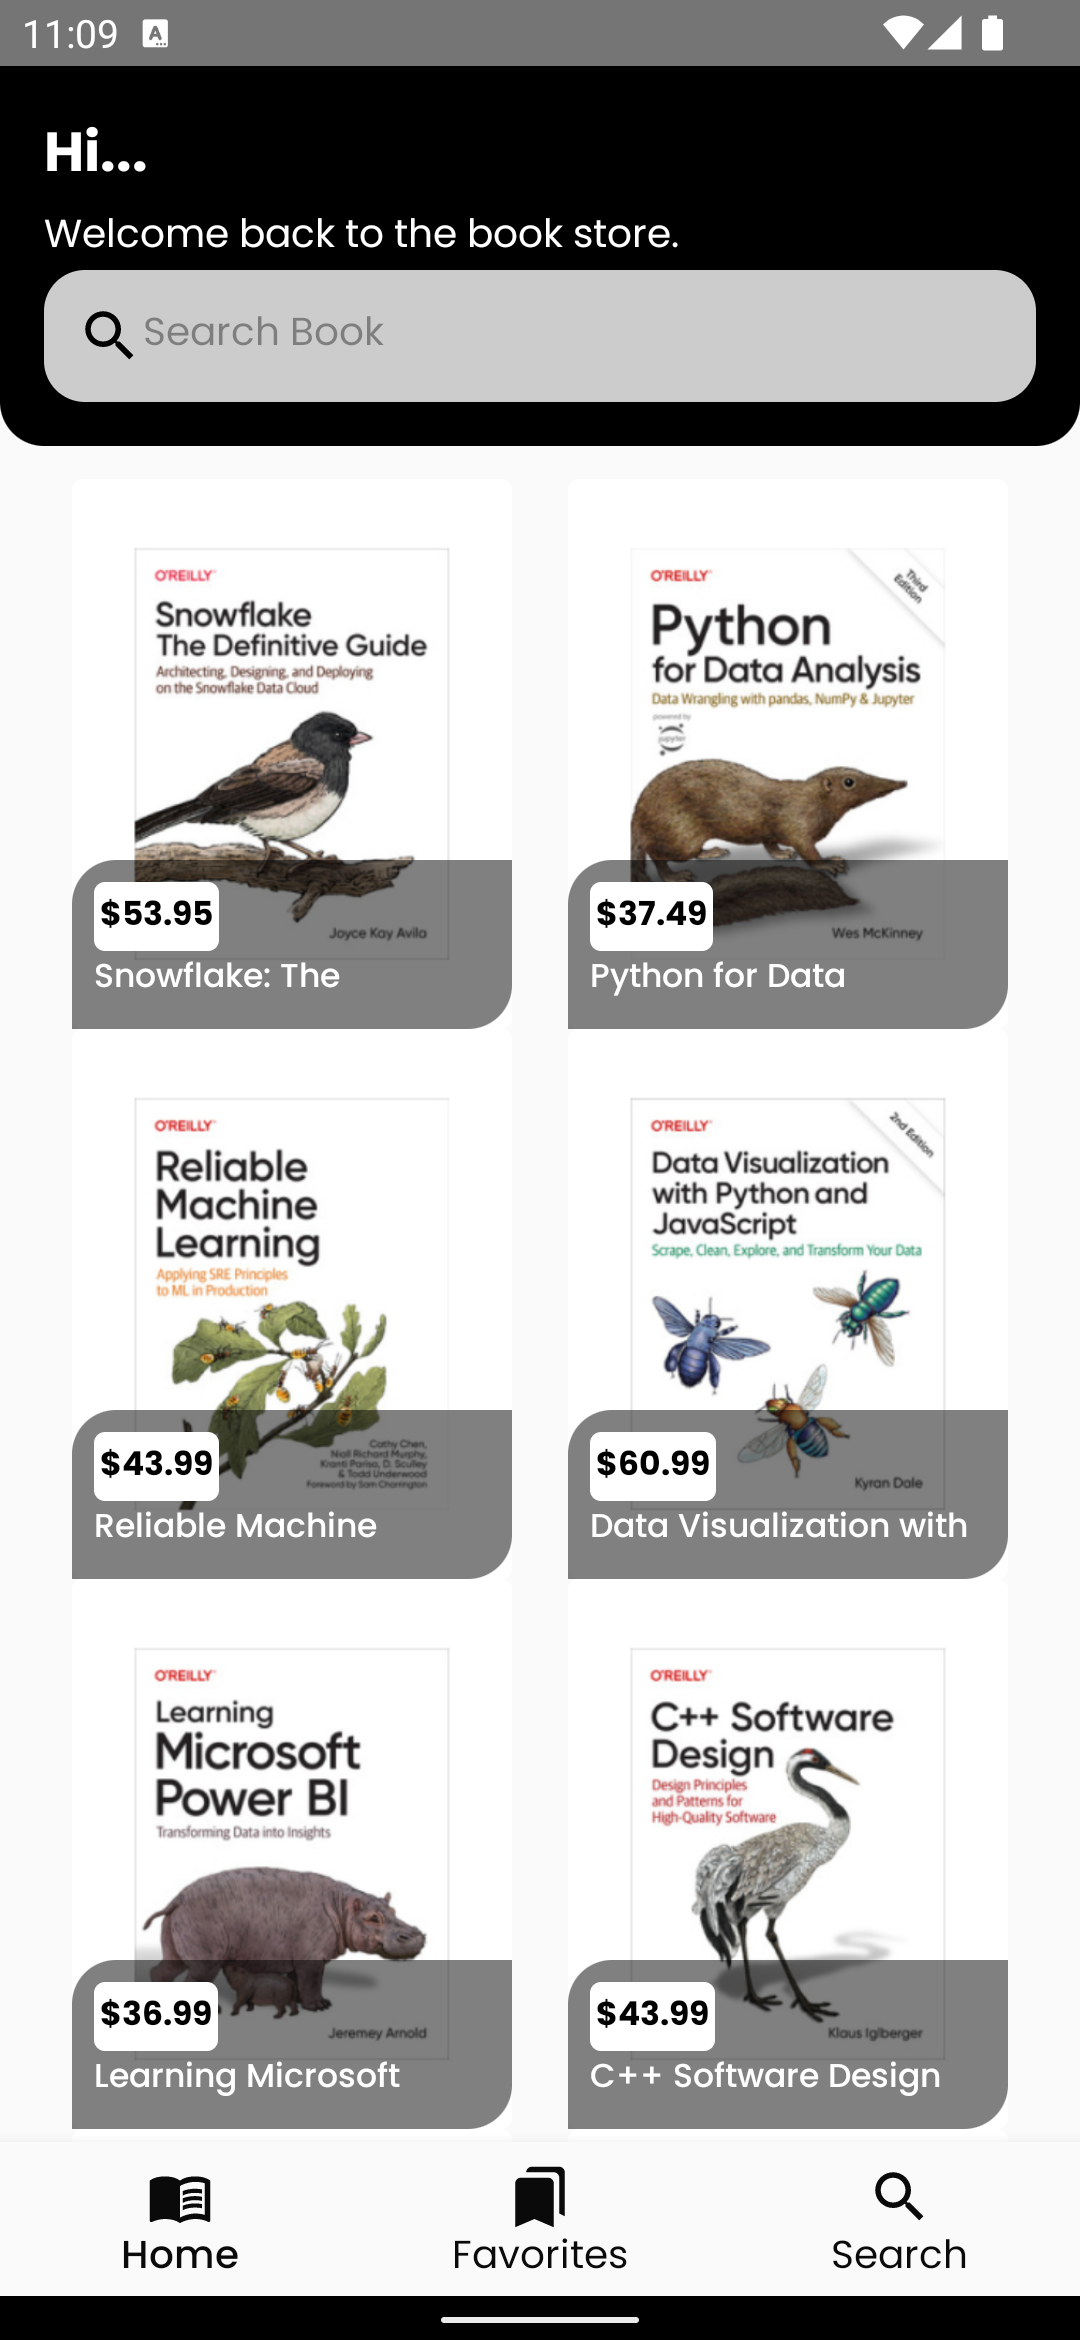 11:09
Hi...
Welcome back to the book store.
Search Book
O'REILLY
Snowflake
The Definitive Guide
Architecting, Designing, and Deploying
on the Snowflake Data Cloud
Joyce Kay Avila
$53.95
Snowflake: The
O'REILLY
Third
Edition
Python
for Data Analysis
Data Wrangling with pandas, NumPy & Jupyter
powered by
jupyter
Wes McKinney
$37.49
Python for Data
O'REILLY
Reliable
Machine
Learning
Applying SRE Principles
to ML in Production
Cathy Chen,
Niall Richard Murphy,
Kranti Parisa, D. Sculley
& Todd Underwood
Foreword by Sam Charrington
$43.99
Reliable Machine
O'REILLY
2nd Edition
Data Visualization
with Python and
JavaScript
Scrape, Clean, Explore, and Transform Your Data
Kyran Dale
$60.99
Data Visualization with
O'REILLY
Learning
Microsoft
Power BI
Transforming Data into Insights
Jeremey Arnold
$36.99
Learning Microsoft
O'REILLY
C++ Software
Design
Design Principles
and Patterns for
High-Quality Software
Klaus Iglberger
$43.99
C++ Software Design
Home
Favorites
Search